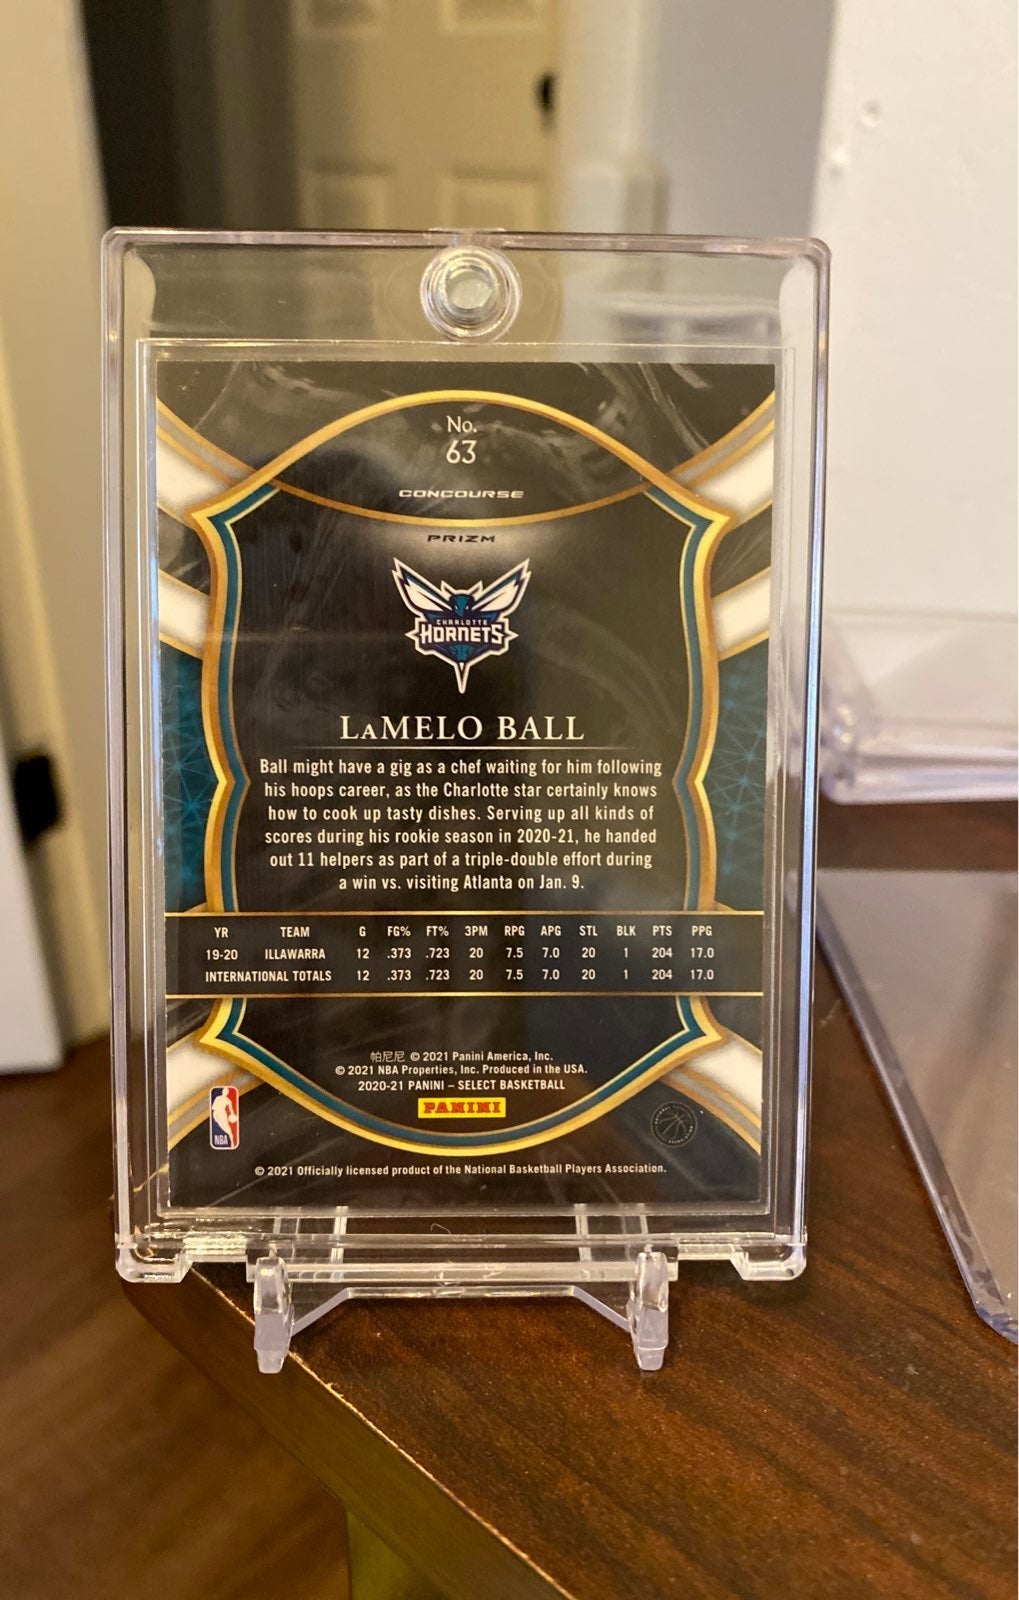 No.
63
CONCOURSE
PRIZM
CHARLOTTE
HORNETS
LaMELO BALL
Ball might have a gig as a chef waiting for him following
his hoops career, as the Charlotte star certainly knows
how to cook up tasty dishes. Serving up all kinds of
scores during his rookie season in 2020-21, he handed
out 11 helpers as part of a triple-double effort during
a win vs. visiting Atlanta on Jan. 9.
YR TEAM G FG% FT% 3PM RPG APG STL BLK PTS PPG
19-20 ILLAWARRA 12 .373 .723 20 7.5 7.0 20 1 204 17.0
INTERNATIONAL TOTALS 12 .373 .723 20 7.5 7.0 20 1 204 17.0
帕尼尼 © 2021 Panini America, Inc.
© 2021 NBA Properties, Inc. Produced in the USA.
2020-21 PANINI – SELECT BASKETBALL
PANINI
NBA
© 2021 Officially licensed product of the National Basketball Players Association.